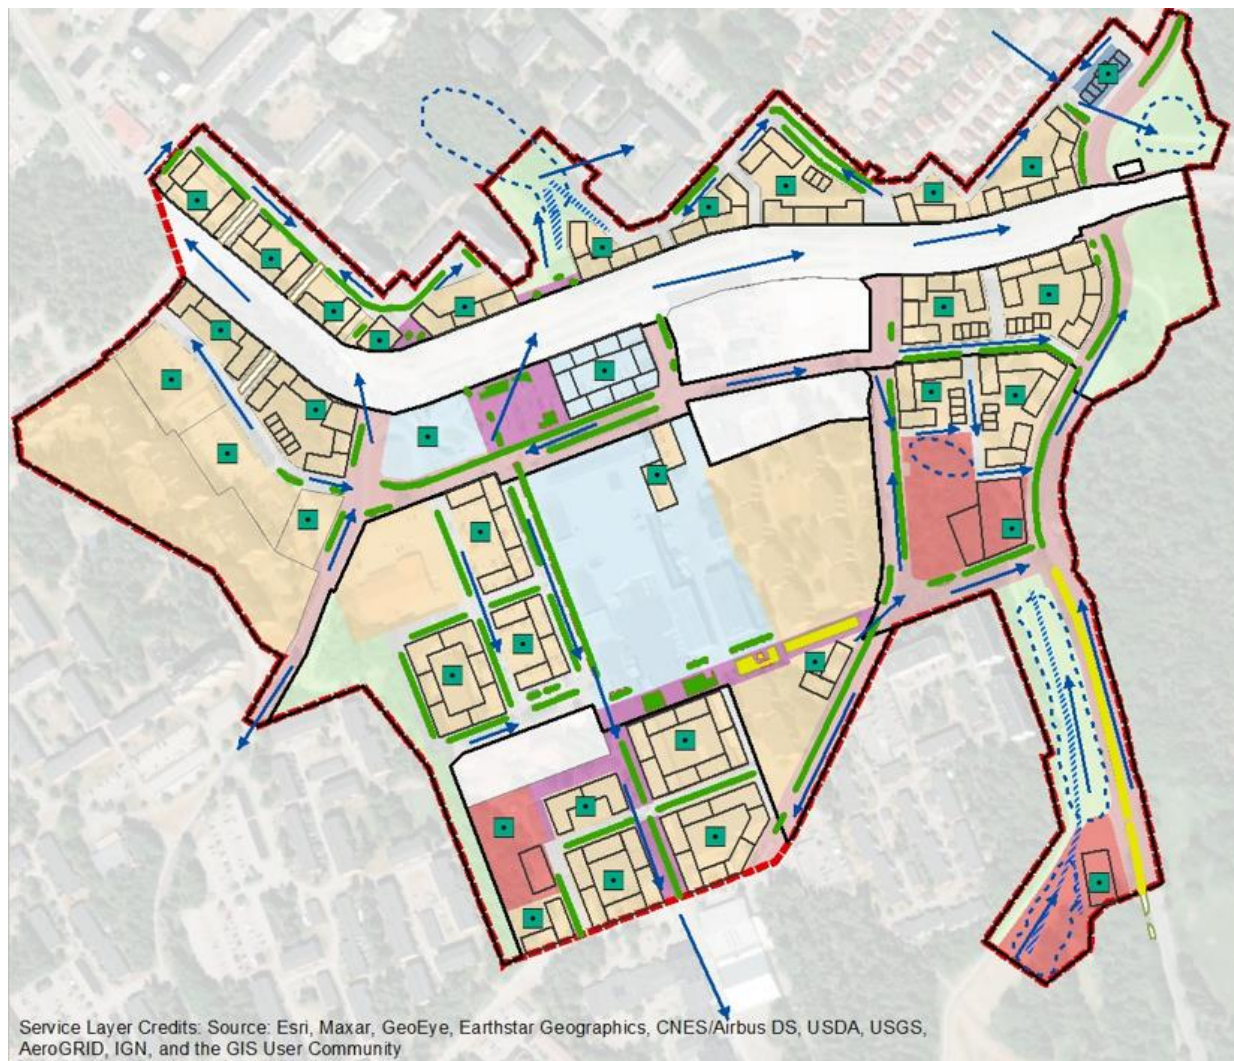 Service Layer Credits: Source: Esri, Maxar, GeoEye, Earthstar Geographics, CNES/Airbus DS, USDA, USGS,
AeroGRID, IGN, and the GIS User Community